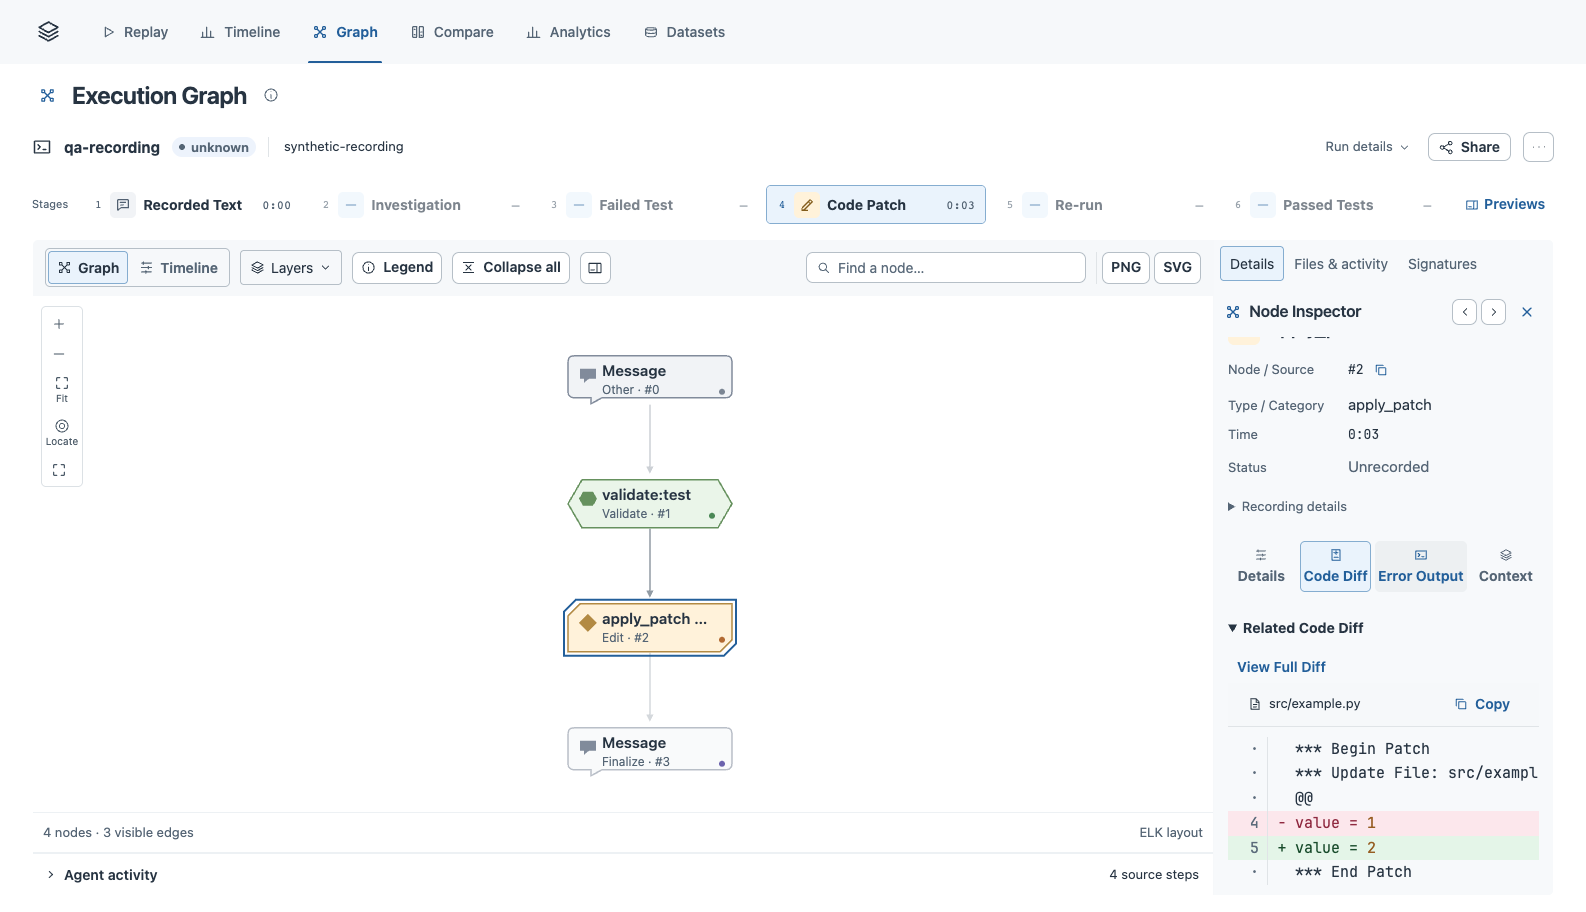 Replay
Timeline
Graph
Compare
Analytics
Datasets
Execution Graph
qa-recording
unknown
synthetic-recording
Run details
Share
Stages
1 Recorded Text 0:00
2 Investigation –
3 Failed Test –
4 Code Patch 0:03
5 Re-run –
6 Passed Tests –
Previews
Graph
Timeline
Layers
Legend
Collapse all
Find a node...
PNG
SVG
Fit
Locate
Message
Other · #0
validate:test
Validate · #1
apply_patch ...
Edit · #2
Message
Finalize · #3
4 nodes · 3 visible edges
ELK layout
Agent activity
4 source steps
Details
Files & activity
Signatures
Node Inspector
Node / Source #2
Type / Category apply_patch
Time 0:03
Status Unrecorded
Recording details
Details
Code Diff
Error Output
Context
Related Code Diff
View Full Diff
src/example.py
Copy
· *** Begin Patch
· *** Update File: src/exampl
· @@
4 - value = 1
5 + value = 2
· *** End Patch